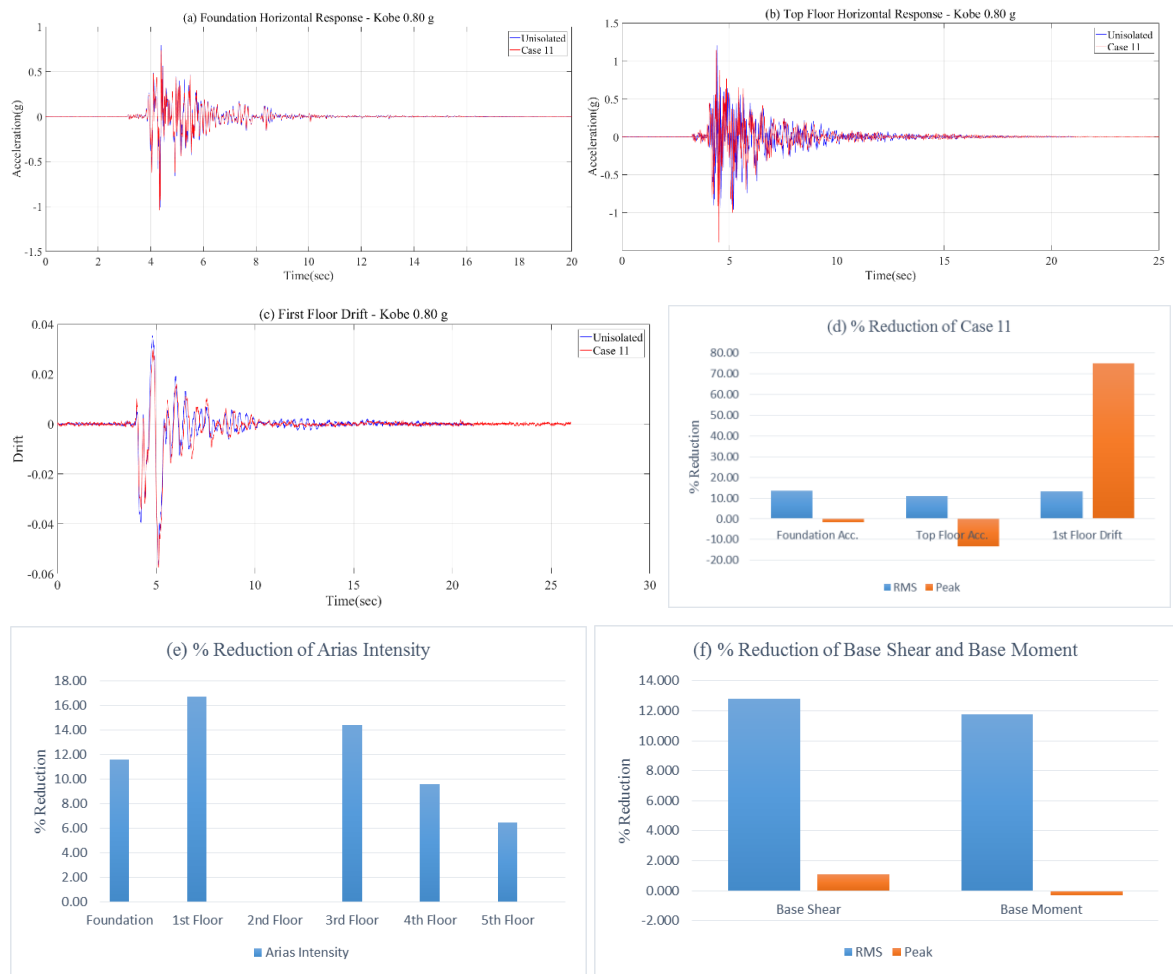 (a) Foundation Horizontal Response - Kobe 0.80 g
Unisolated
Case 11
Acceleration(g)
1
0.5
0
-0.5
-1
-1.5
0 2 4 6 8 10 12 14 16 18 20
Time(sec)
(b) Top Floor Horizontal Response - Kobe 0.80 g
Unisolated
Case 11
Acceleration(g)
1.5
1
0.5
0
-0.5
-1
0 5 10 15 20 25
Time(sec)
(c) First Floor Drift - Kobe 0.80 g
Unisolated
Case 11
Drift
0.04
0.02
0
-0.02
-0.04
-0.06
0 5 10 15 20 25 30
Time(sec)
(d) % Reduction of Case 11
% Reduction
80.00
70.00
60.00
50.00
40.00
30.00
20.00
10.00
0.00
-10.00
-20.00
Foundation Acc. Top Floor Acc. 1st Floor Drift
RMS Peak
(e) % Reduction of Arias Intensity
% Reduction
18.00
16.00
14.00
12.00
10.00
8.00
6.00
4.00
2.00
0.00
Foundation 1st Floor 2nd Floor 3rd Floor 4th Floor 5th Floor
Arias Intensity
(f) % Reduction of Base Shear and Base Moment
% Reduction
14.000
12.000
10.000
8.000
6.000
4.000
2.000
0.000
-2.000
Base Shear Base Moment
RMS Peak